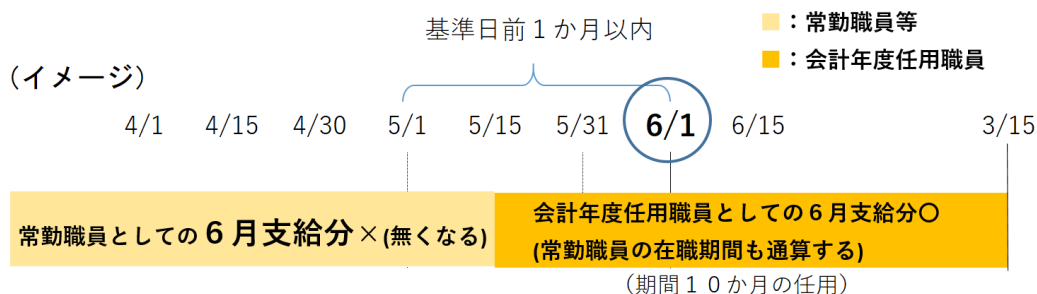 基準日前１か月以内
■：常勤職員等
■：会計年度任用職員
（イメージ）
4/1 4/15 4/30 5/1 5/15 5/31 6/1 6/15 3/15
常勤職員としての６月支給分×(無くなる)
会計年度任用職員としての６月支給分〇
(常勤職員の在職期間も通算する)
（期間１０か月の任用）